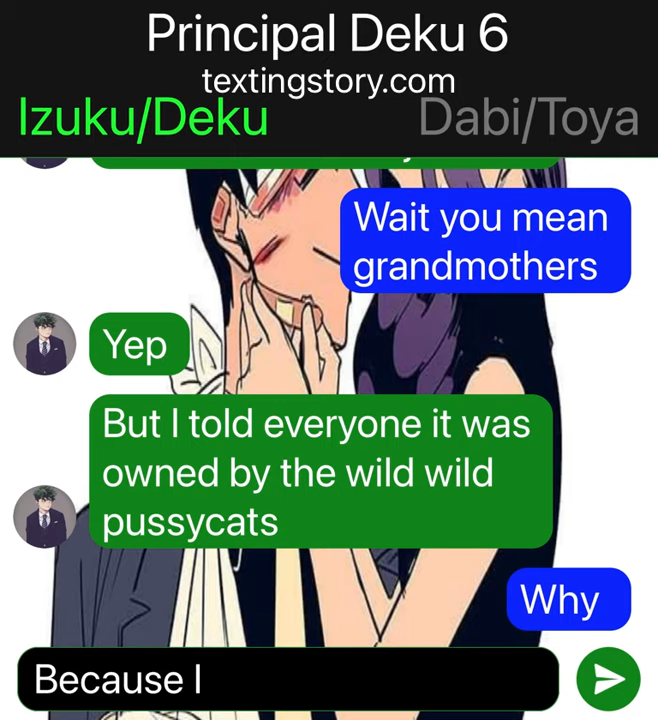 Principal Deku 6
textingstory.com
Izuku/Deku
Dabi/Toya
Wait you mean
grandmothers
Yep
But I told everyone it was
owned by the wild wild
pussycats
Why
Because I